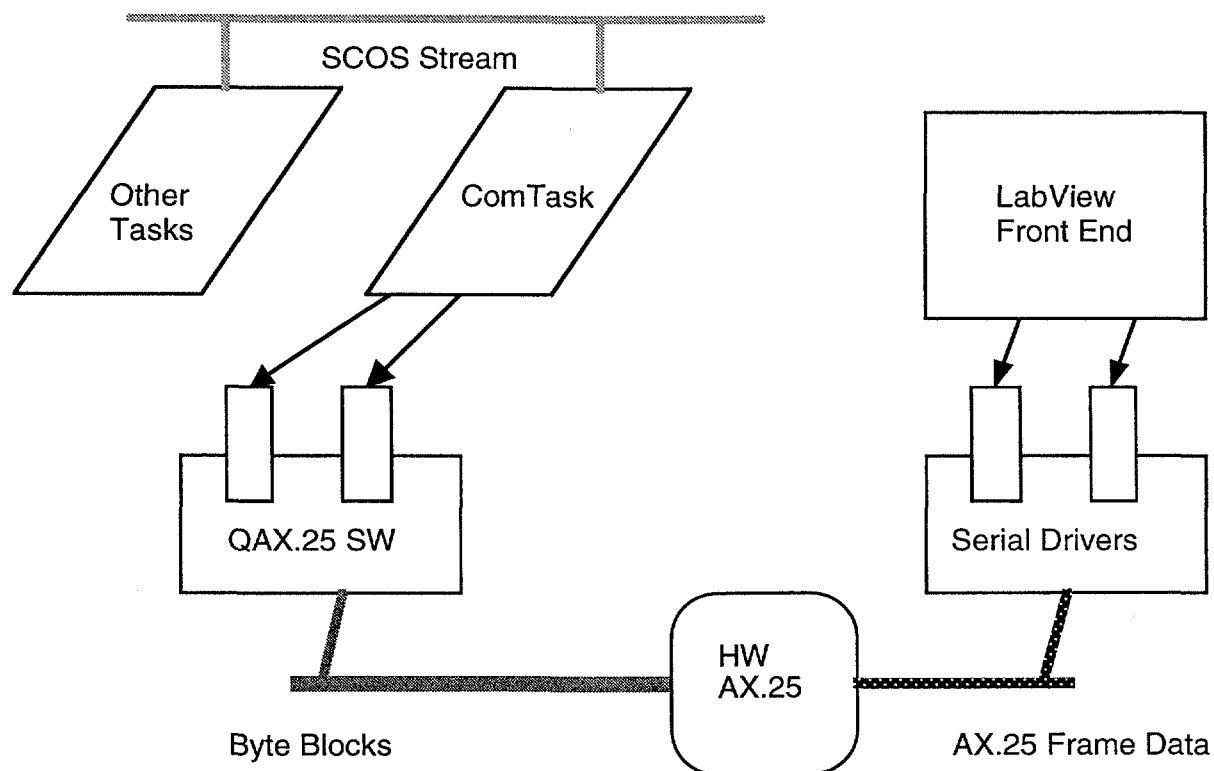 SCOS Stream
Other
Tasks
ComTask
LabView
Front End
QAX.25 SW
Serial Drivers
HW
AX.25
Byte Blocks
AX.25 Frame Data